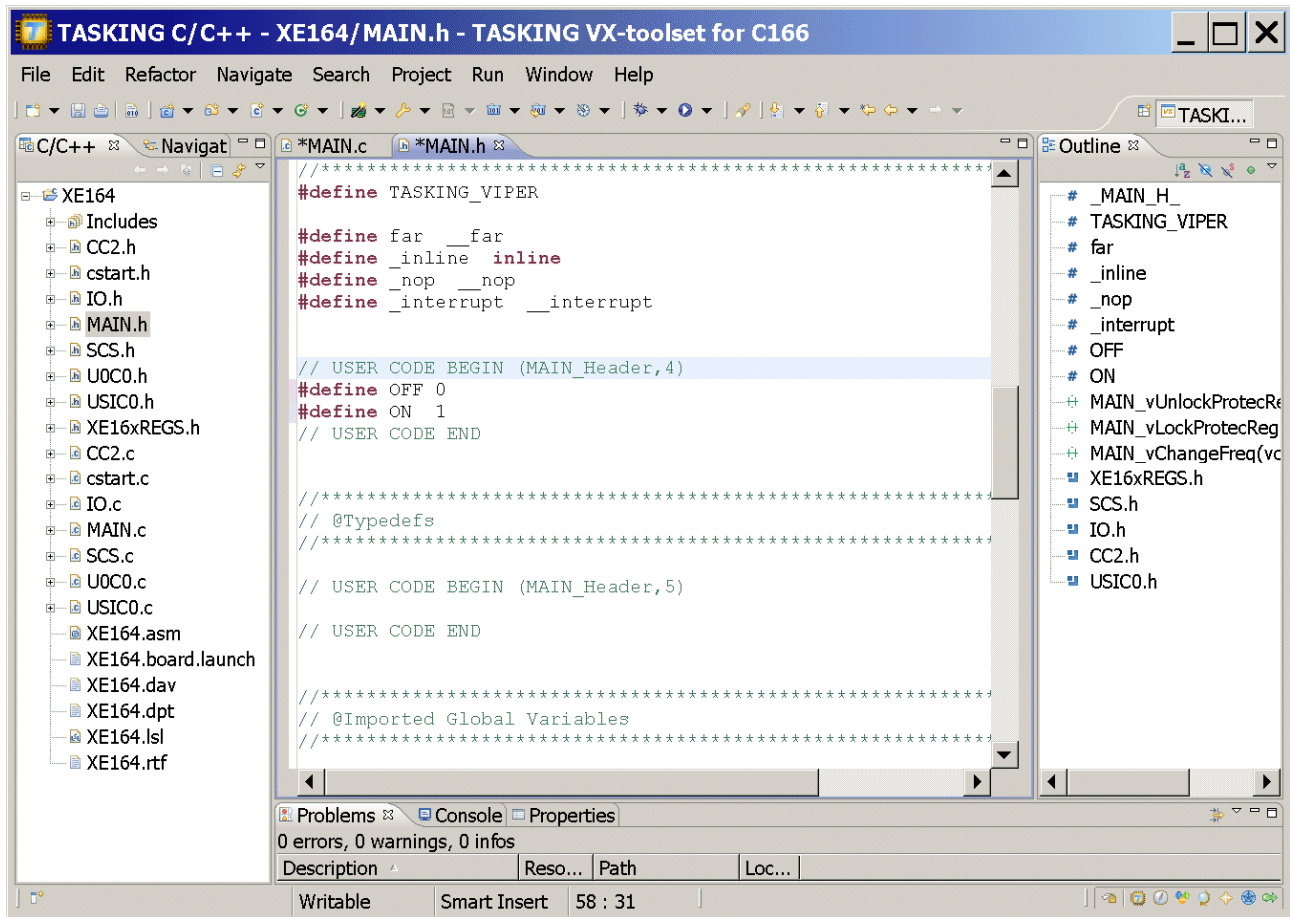 TASKING C/C++ - XE164/MAIN.h - TASKING VX-toolset for C166
File Edit Refactor Navigate Search Project Run Window Help
TASKI...
C/C++ Navigat
XE164
Includes
CC2.h
cstart.h
IO.h
MAIN.h
SCS.h
U0C0.h
USIC0.h
XE16xREGS.h
CC2.c
cstart.c
IO.c
MAIN.c
SCS.c
U0C0.c
USIC0.c
XE164.asm
XE164.board.launch
XE164.dav
XE164.dpt
XE164.lsl
XE164.rtf
*MAIN.c *MAIN.h
//************************************************************
#define TASKING_VIPER
#define far __far
#define _inline inline
#define _nop __nop
#define _interrupt __interrupt
// USER CODE BEGIN (MAIN_Header,4)
#define OFF 0
#define ON 1
// USER CODE END
//************************************************************
// @Typedefs
//************************************************************
// USER CODE BEGIN (MAIN_Header,5)
// USER CODE END
//************************************************************
// @Imported Global Variables
//************************************************************
Outline
# _MAIN_H_
# TASKING_VIPER
# far
# _inline
# _nop
# _interrupt
# OFF
# ON
MAIN_vUnlockProtecRe
MAIN_vLockProtecReg
MAIN_vChangeFreq(vo
XE16xREGS.h
SCS.h
IO.h
CC2.h
USIC0.h
Problems Console Properties
0 errors, 0 warnings, 0 infos
Description Reso... Path Loc...
Writable Smart Insert 58 : 31